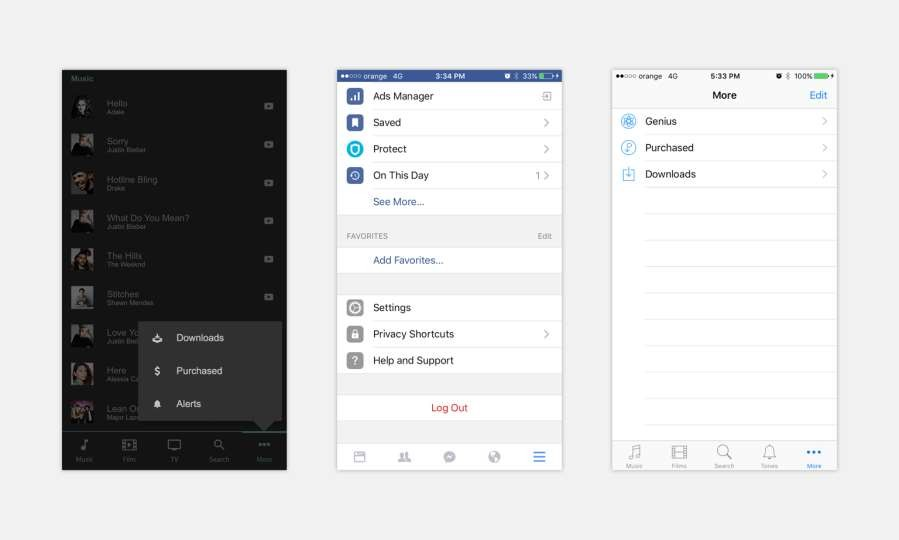 Music
Hello
Adele
Sorry
Justin Bieber
Hotline Bling
Drake
What Do You Mean?
Justin Bieber
The Hills
The Weeknd
Stitches
Shawn Mendes
Love Yo
Justin Bie
Here
Alessia Ca
Lean On
Major Laze
Downloads
Purchased
Alerts
Music Film TV Search More
orange 4G 3:34 PM 33%
Ads Manager
Saved
Protect
On This Day 1
See More...
FAVORITES Edit
Add Favorites...
Settings
Privacy Shortcuts
Help and Support
Log Out
orange 4G 5:33 PM 100%
More Edit
Genius
Purchased
Downloads
Music Films Search Tones More